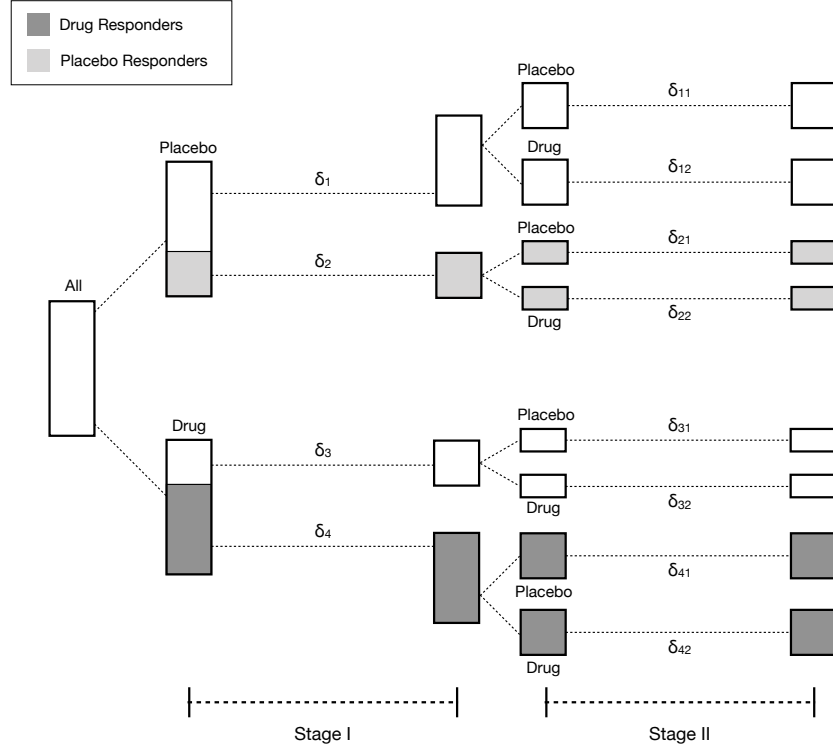 Drug Responders
Placebo Responders
Placebo
δ11
Drug
δ12
Placebo
δ1
Placebo
δ21
δ2
Drug
δ22
All
Drug
Placebo
δ31
δ3
Drug
δ32
δ4
Placebo
δ41
Drug
δ42
Stage I
Stage II